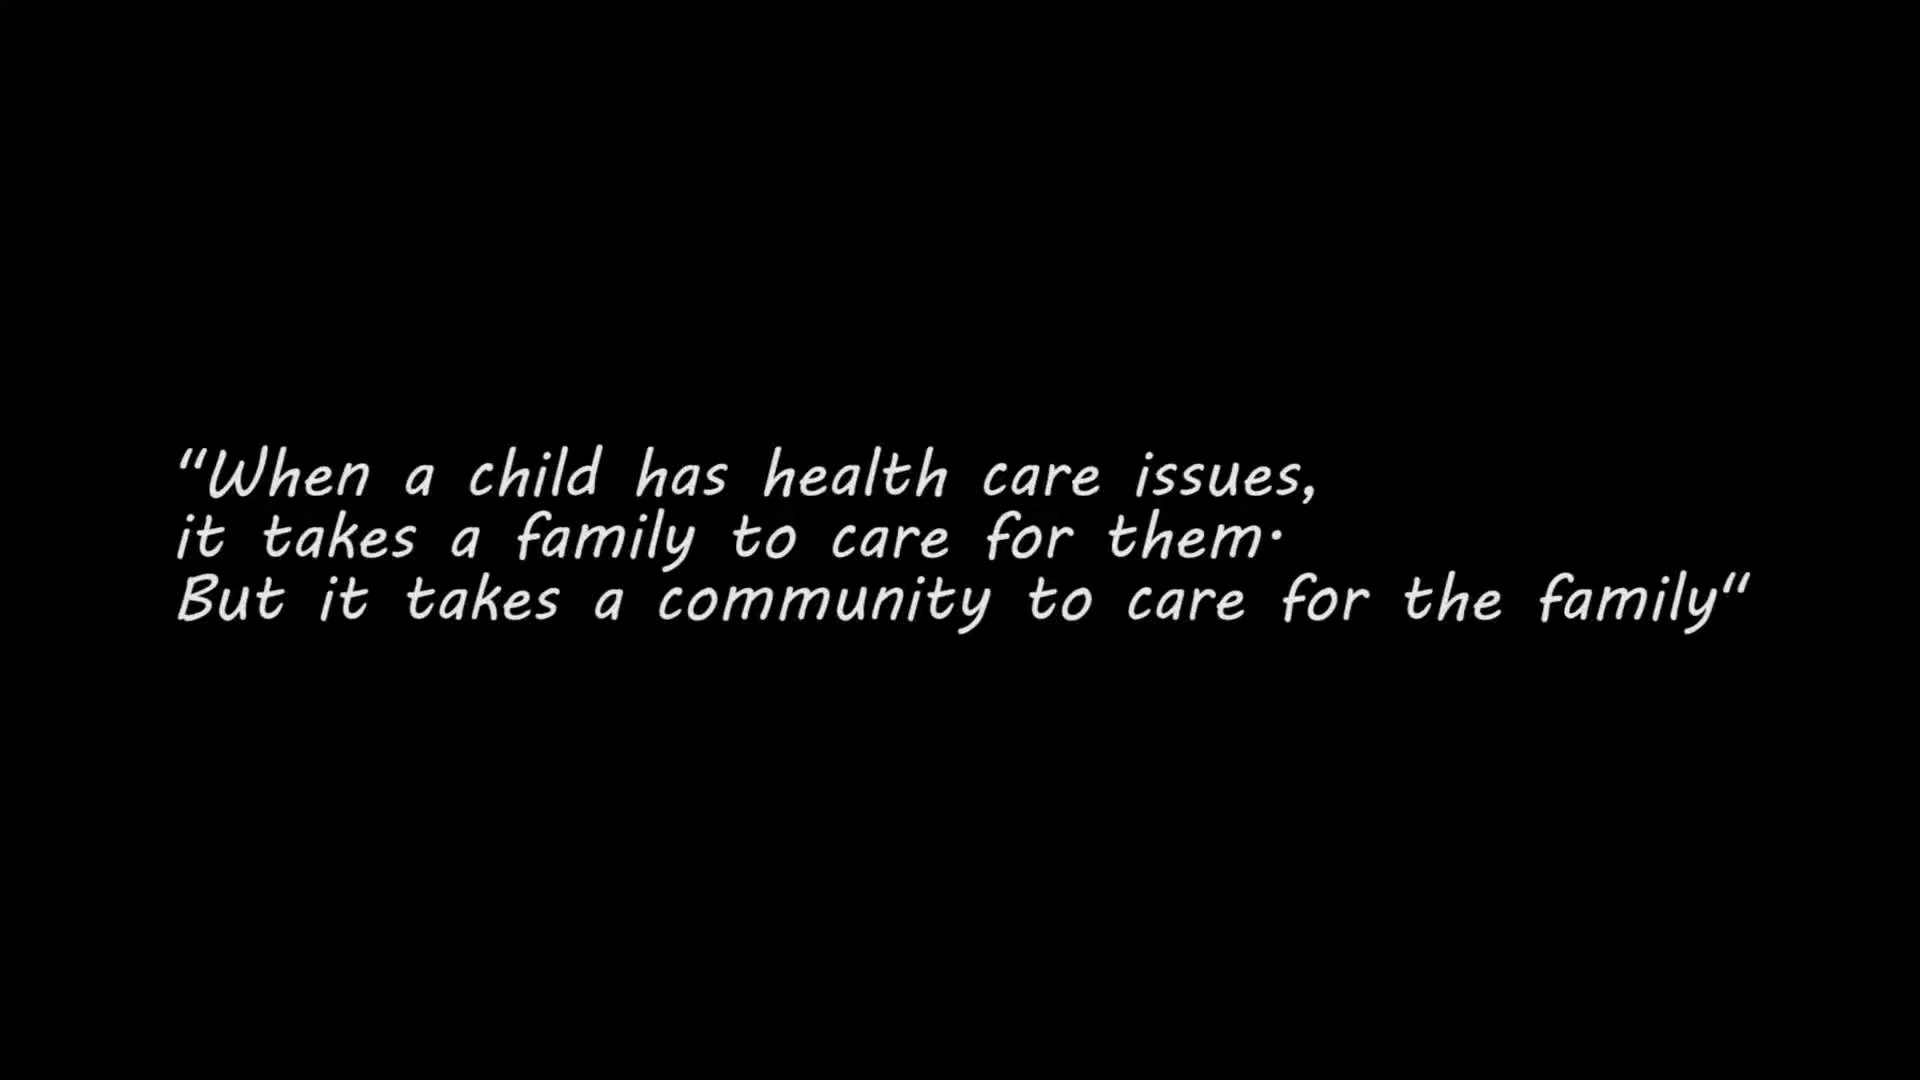 “When a child has health care issues,
it takes a family to care for them.
But it takes a community to care for the family“